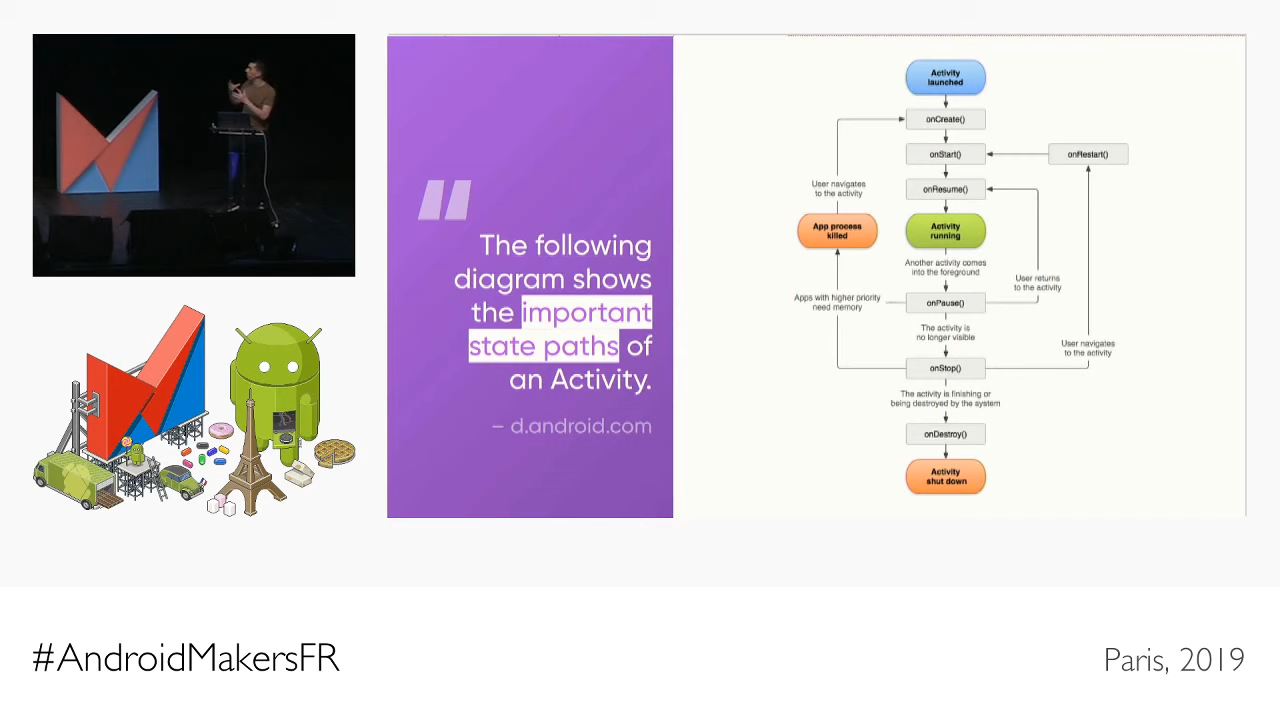 "
The following
diagram shows
the important
state paths of
an Activity.
– d.android.com
Activity
launched
onCreate()
onStart()
onRestart()
onResume()
User navigates
to the activity
App process
killed
Activity
running
Another activity comes
into the foreground
User returns
to the activity
Apps with higher priority
need memory
onPause()
The activity is
no longer visible
User navigates
to the activity
onStop()
The activity is finishing or
being destroyed by the system
onDestroy()
Activity
shut down
#AndroidMakersFR
Paris, 2019